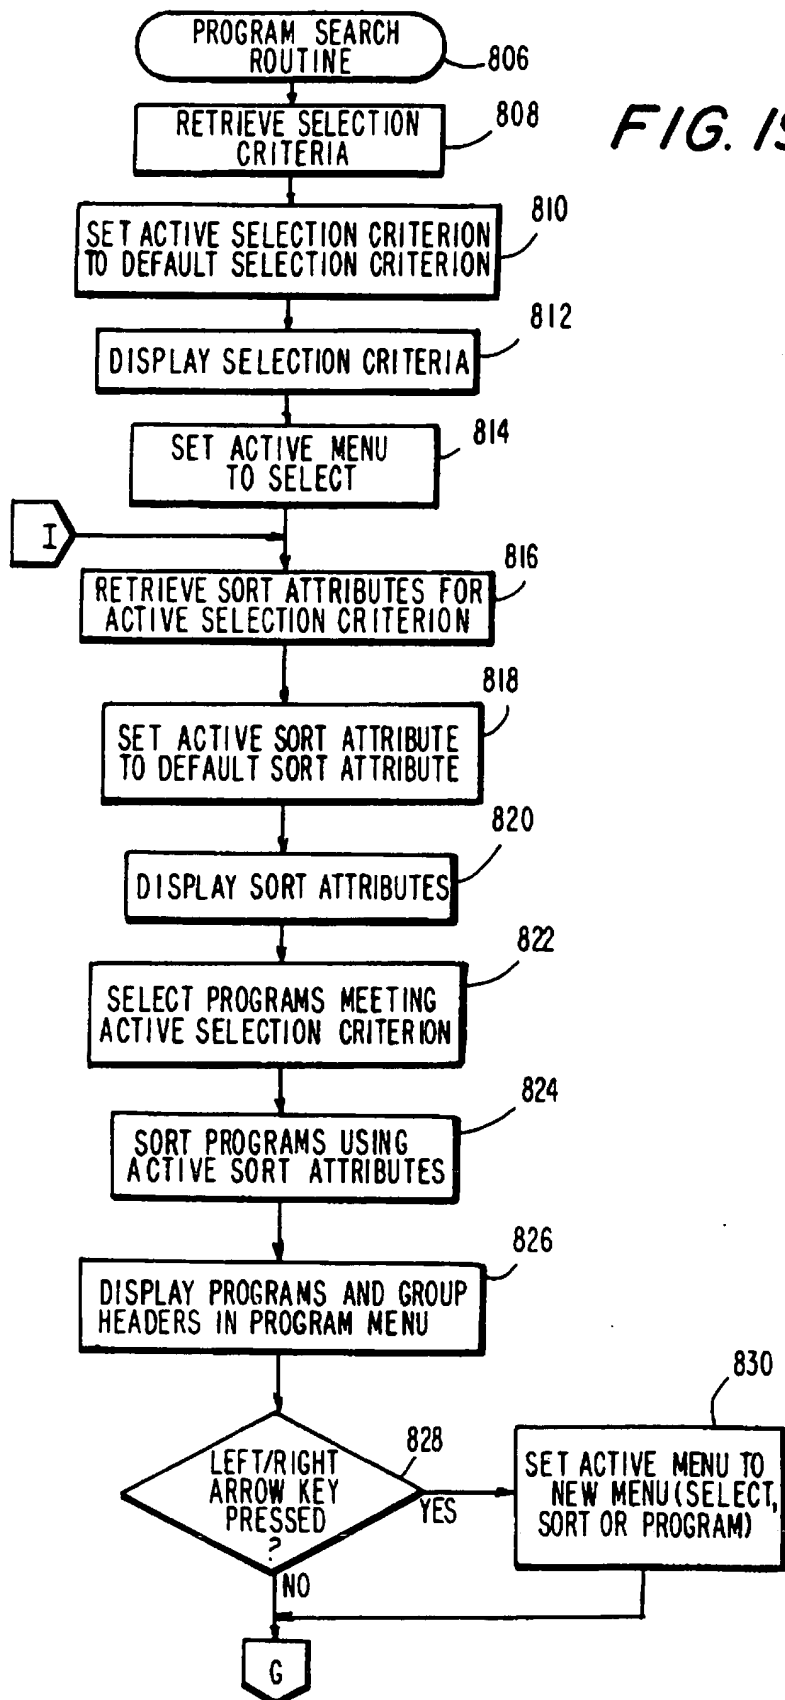 PROGRAM SEARCH
ROUTINE
806
FIG. 
RETRIEVE SELECTION
CRITERIA
808
SET ACTIVE SELECTION CRITERION
TO DEFAULT SELECTION CRITERION
810
DISPLAY SELECTION CRITERIA
812
SET ACTIVE MENU
TO SELECT
814
I
RETRIEVE SORT ATTRIBUTES FOR
ACTIVE SELECTION CRITERION
816
SET ACTIVE SORT ATTRIBUTE
TO DEFAULT SORT ATTRIBUTE
818
DISPLAY SORT ATTRIBUTES
820
SELECT PROGRAMS MEETING
ACTIVE SELECTION CRITERION
822
SORT PROGRAMS USING
ACTIVE SORT ATTRIBUTES
824
DISPLAY PROGRAMS AND GROUP
HEADERS IN PROGRAM MENU
826
LEFT/RIGHT
ARROW KEY
PRESSED
?
828
YES
SET ACTIVE MENU TO
NEW MENU (SELECT,
SORT OR PROGRAM)
830
NO
G